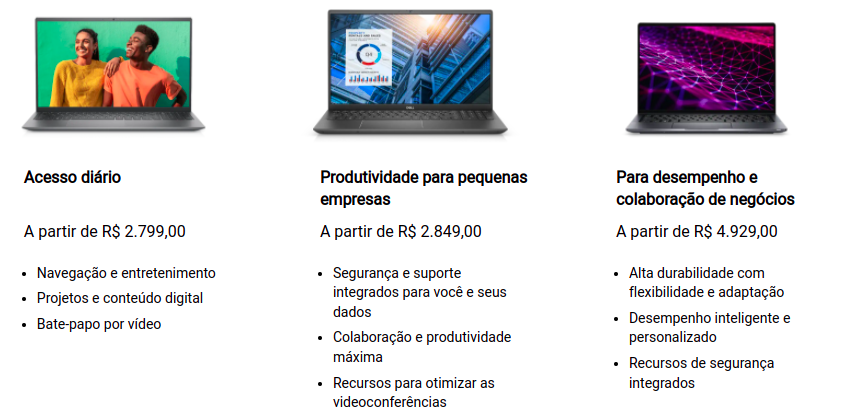 Acesso diário
A partir de R$ 2.799,00
Navegação e entretenimento
Projetos e conteúdo digital
Bate-papo por vídeo
Produtividade para pequenas
empresas
A partir de R$ 2.849,00
Segurança e suporte
integrados para você e seus
dados
Colaboração e produtividade
máxima
Recursos para otimizar as
videoconferências
Para desempenho e
colaboração de negócios
A partir de R$ 4.929,00
Alta durabilidade com
flexibilidade e adaptação
Desempenho inteligente e
personalizado
Recursos de segurança
integrados